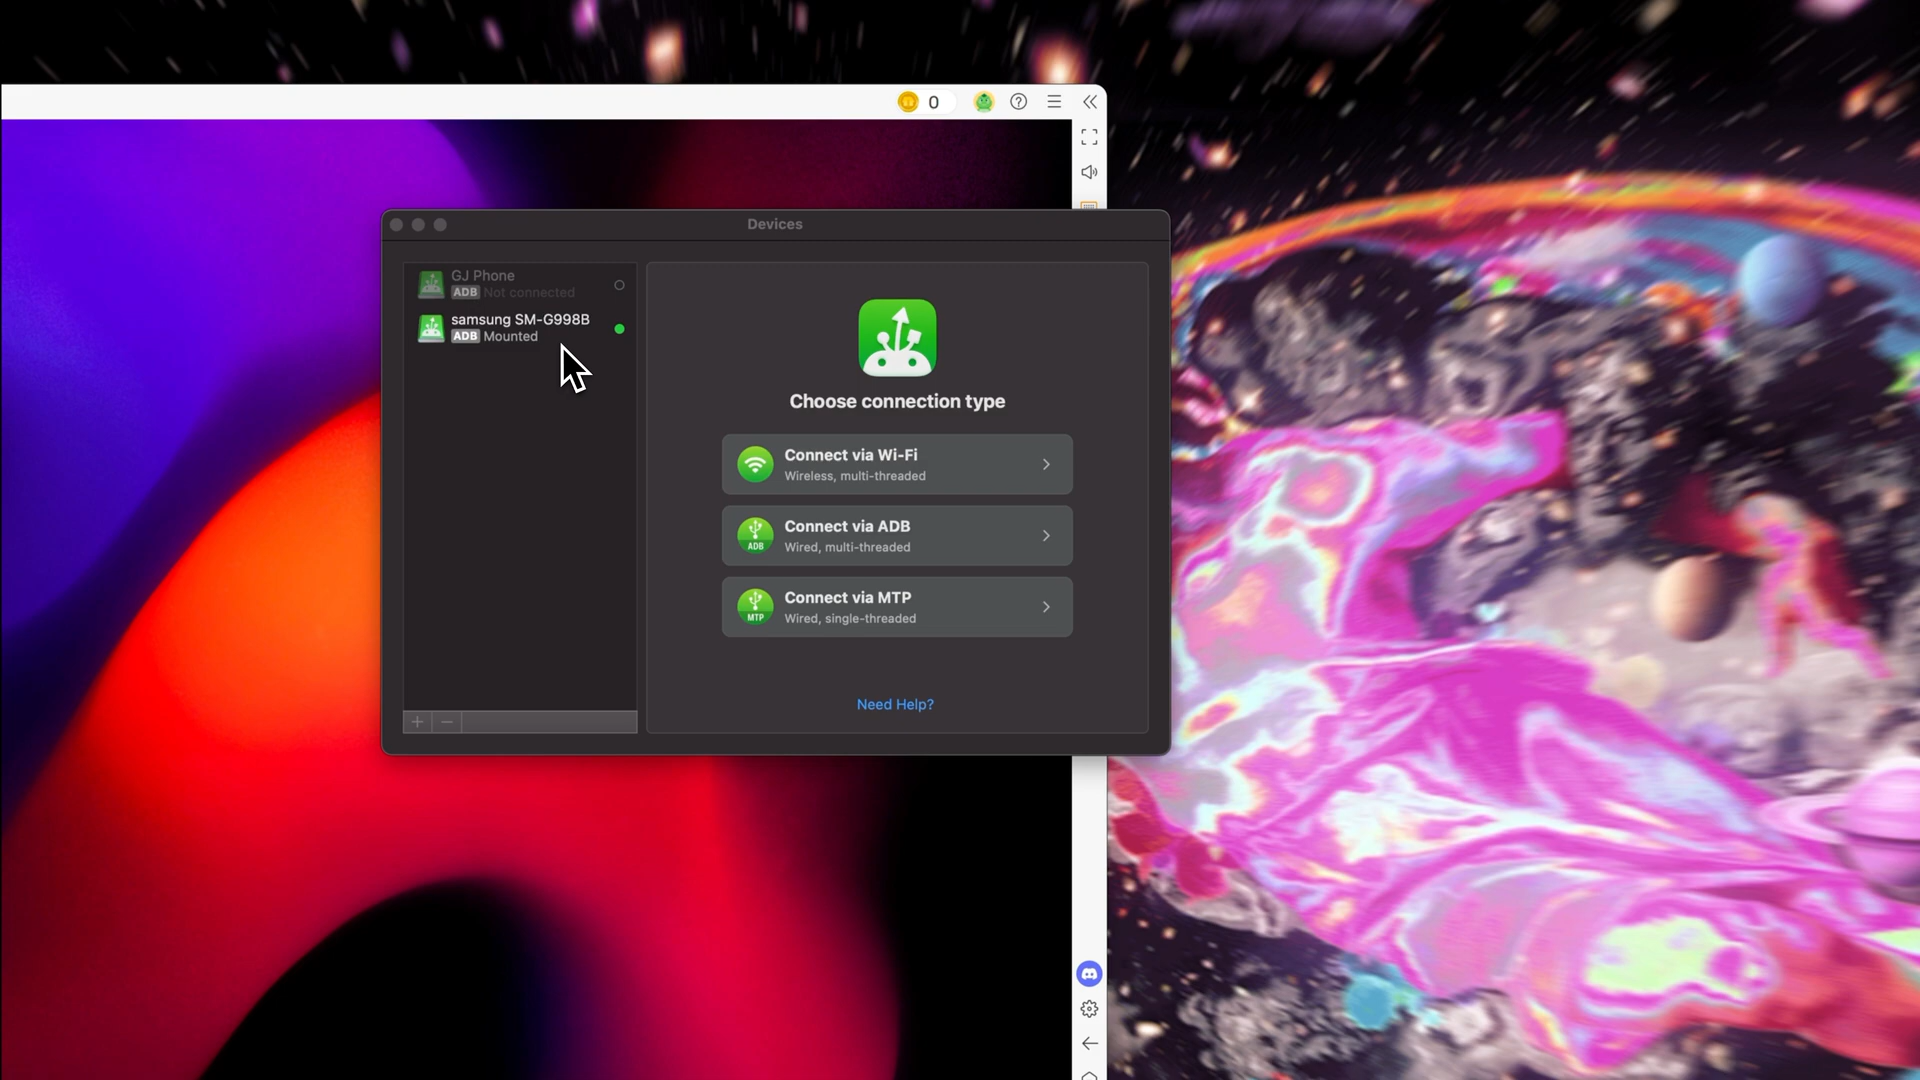 0
Devices
GJ Phone
ADB Not connected
samsung SM-G998B
ADB Mounted
Choose connection type
Connect via Wi-Fi
Wireless, multi-threaded
ADB
Connect via ADB
Wired, multi-threaded
MTP
Connect via MTP
Wired, single-threaded
Need Help?